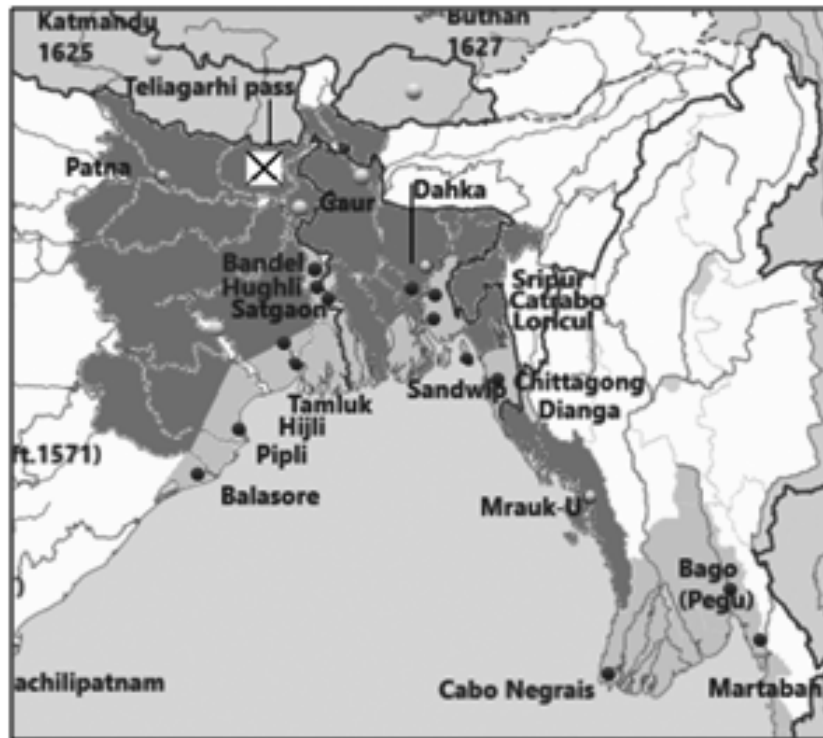 Katmandu
1625
Buthan
1627
Teliagarhi pass
Patna
Gaur
Dahka
Bandel
Hughli
Satgaon
Sripur
Catrabo
Loricul
Sandwip
Chittagong
Dianga
Tamluk
Hijli
Pipli
ft.1571)
Balasore
Mrauk-U
Bago
(Pegu)
)
achilipatnam
Cabo Negrais
Martaban